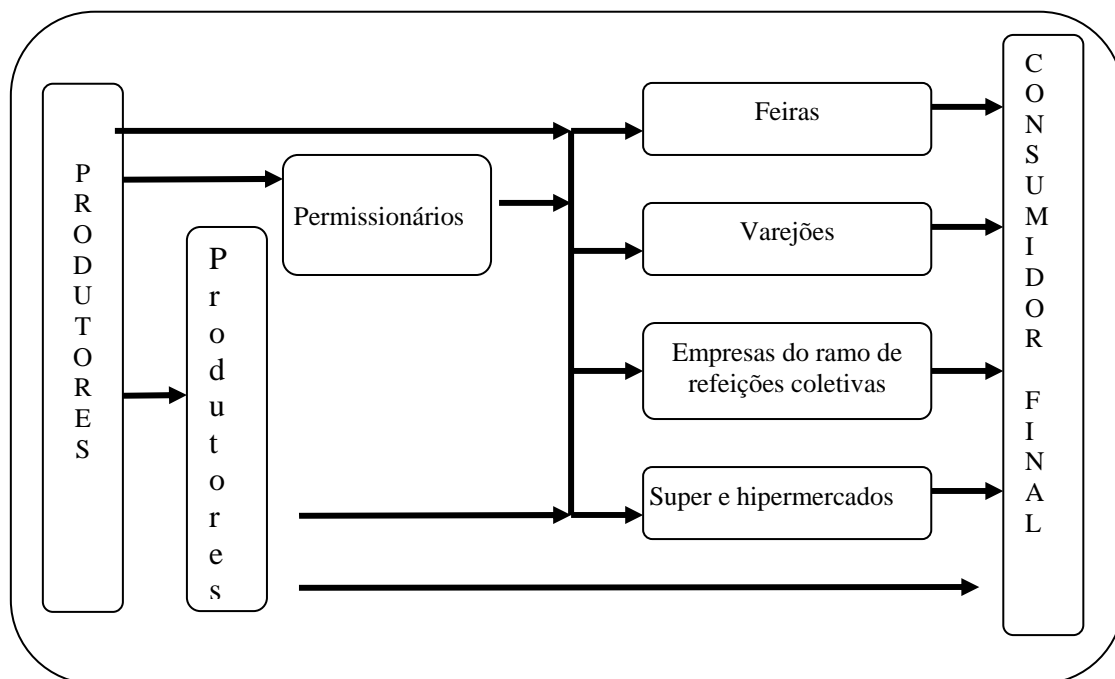 PRODUTORES
Produtores
Permissionários
Feiras
Varejões
Empresas do ramo de
refeições coletivas
Super e hipermercados
CONSUMIDOR FINAL